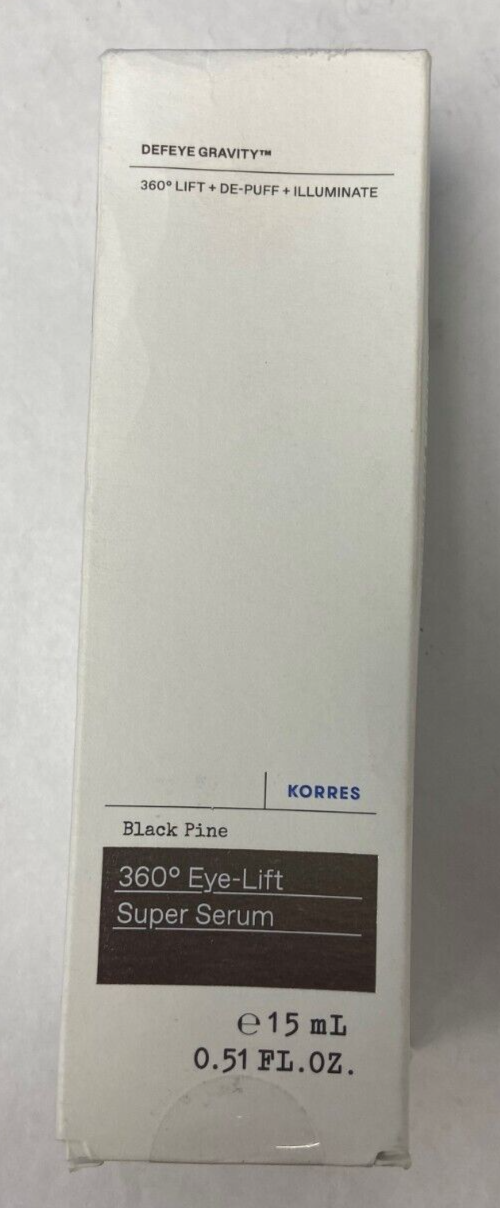 DEFEYE GRAVITY™
360° LIFT + DE-PUFF + ILLUMINATE
KORRES
Black Pine
360° Eye-Lift
Super Serum
℮ 15 mL
0.51 FL.OZ.